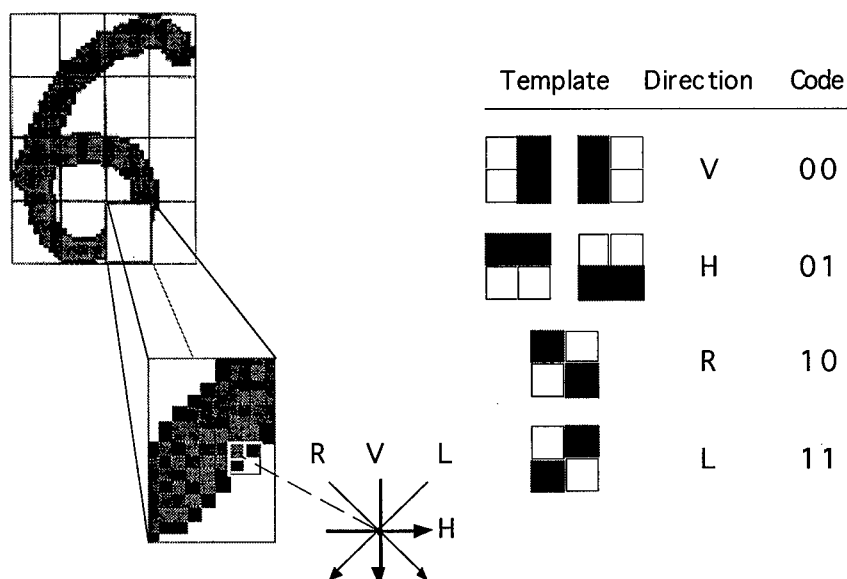 Template Direction Code
V 00
H 01
R 10
L 11
R V L
H